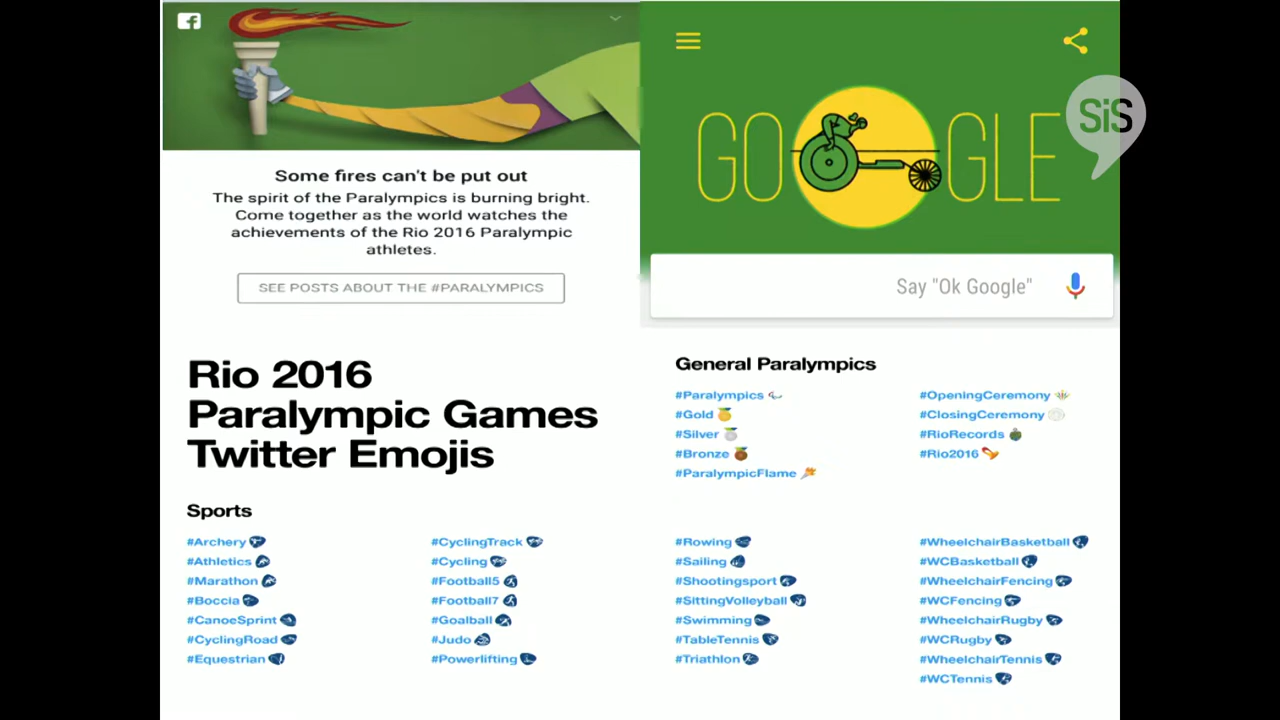 f
Some fires can't be put out
The spirit of the Paralympics is burning bright.
Come together as the world watches the
achievements of the Rio 2016 Paralympic
athletes.
SEE POSTS ABOUT THE #PARALYMPICS
GOOGLE
SiS
Say "Ok Google"
Rio 2016
Paralympic Games
Twitter Emojis
General Paralympics
#Paralympics
#Gold
#Silver
#Bronze
#ParalympicFlame
#OpeningCeremony
#ClosingCeremony
#RioRecords
#Rio2016
Sports
#Archery
#Athletics
#Marathon
#Boccia
#CanoeSprint
#CyclingRoad
#Equestrian
#CyclingTrack
#Cycling
#Football5
#Football7
#Goalball
#Judo
#Powerlifting
#Rowing
#Sailing
#Shootingsport
#SittingVolleyball
#Swimming
#TableTennis
#Triathlon
#WheelchairBasketball
#WCBasketball
#WheelchairFencing
#WCFencing
#WheelchairRugby
#WCRugby
#WheelchairTennis
#WCTennis